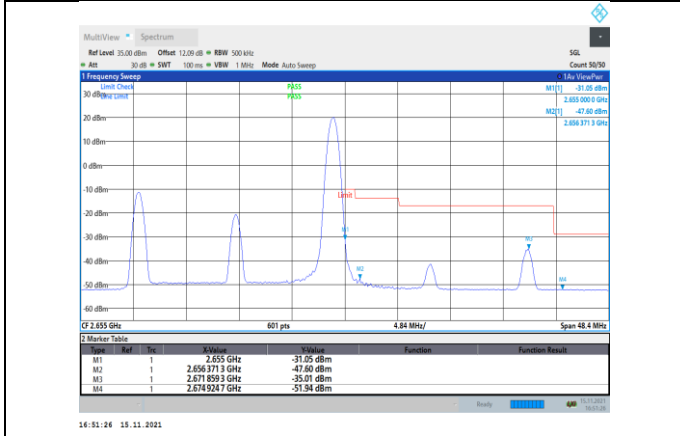 MultiView Spectrum
Ref Level 35.00 dBm Offset 12.09 dB RBW 500 kHz SGL
Att 30 dB SWT 100 ms VBW 1 MHz Mode Auto Sweep Count 50/50
1 Frequency Sweep 1Av ViewPwr
Limit Check PASS M1[1] -31.05 dBm
30 dBm Line Limit PASS 2.655 000 0 GHz
M2[1] -47.60 dBm
20 dBm 2.656 371 3 GHz
10 dBm
0 dBm
-10 dBm
Limit
-20 dBm
M1
-30 dBm
M3
-40 dBm
M2
M4
-50 dBm
-60 dBm
CF 2.655 GHz 601 pts 4.84 MHz/ Span 48.4 MHz
2 Marker Table
Type Ref Trc X-Value Y-Value Function Function Result
M1 1 2.655 GHz -31.05 dBm
M2 1 2.656 371 3 GHz -47.60 dBm
M3 1 2.671 859 3 GHz -35.01 dBm
M4 1 2.674 924 7 GHz -51.94 dBm
Ready 15.11.2021
16:51:26
16:51:26 15.11.2021